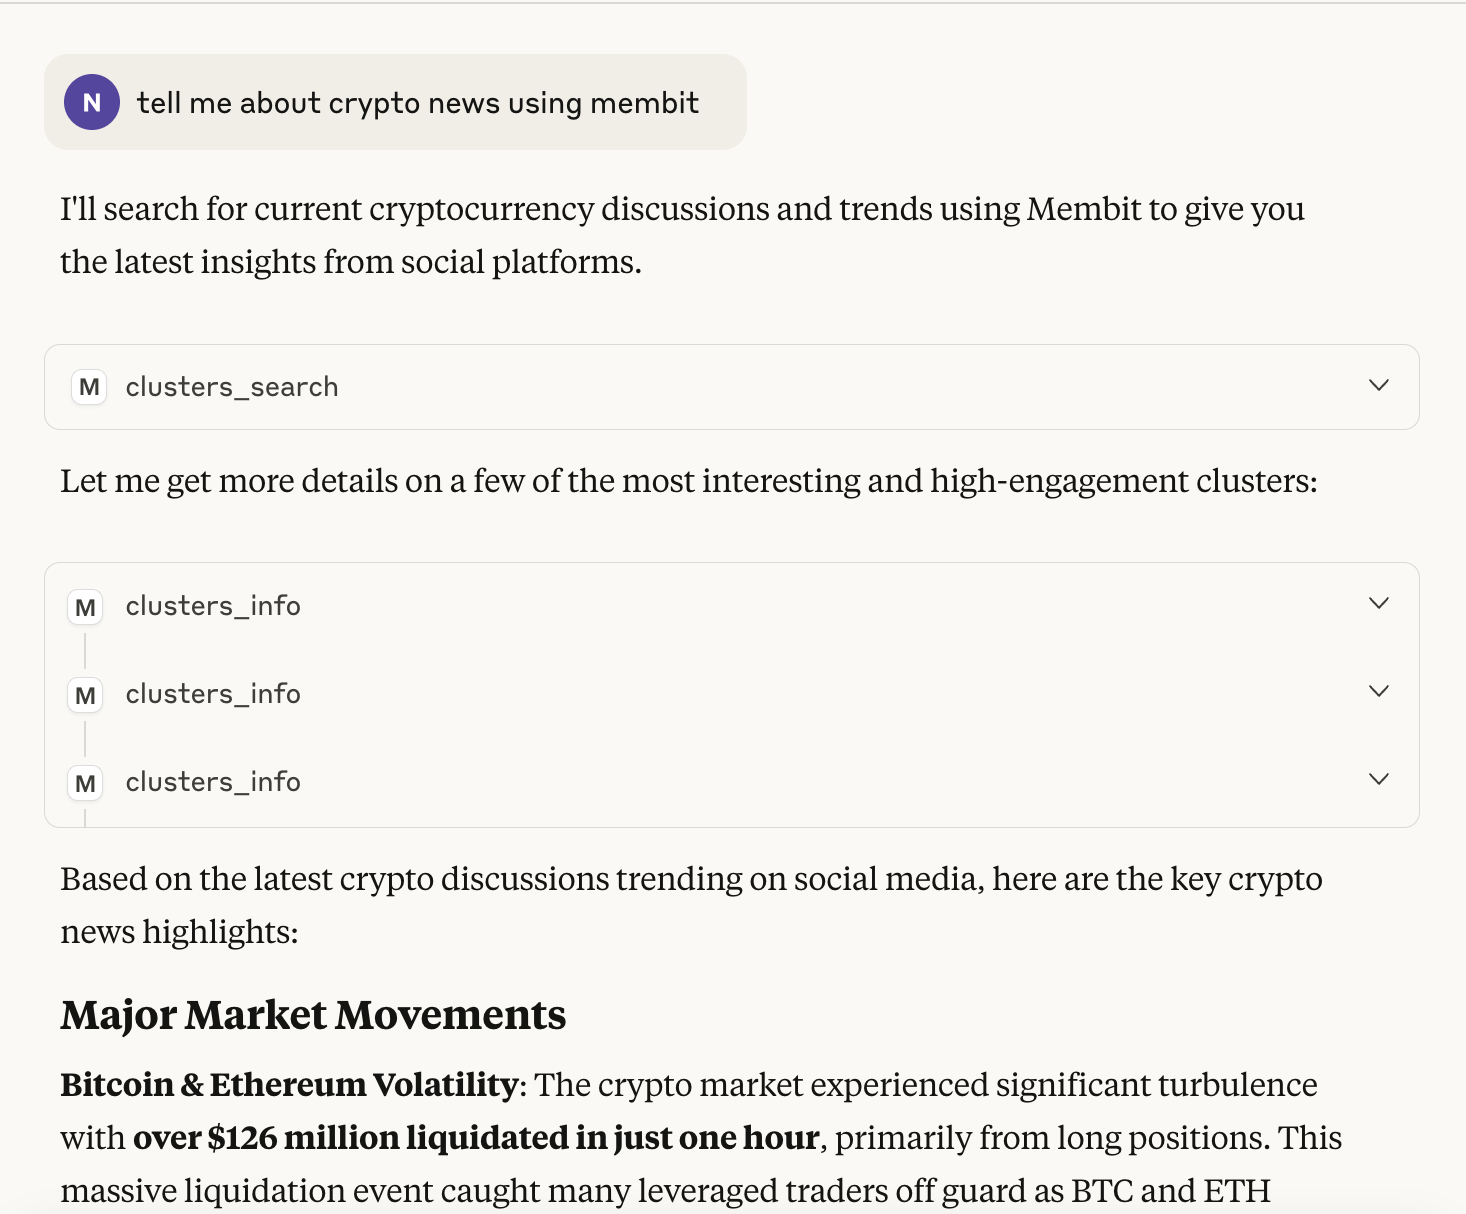 N tell me about crypto news using membit
I'll search for current cryptocurrency discussions and trends using Membit to give you
the latest insights from social platforms.
M clusters_search
Let me get more details on a few of the most interesting and high-engagement clusters:
M clusters_info
M clusters_info
M clusters_info
Based on the latest crypto discussions trending on social media, here are the key crypto
news highlights:
Major Market Movements
Bitcoin & Ethereum Volatility: The crypto market experienced significant turbulence
with over $126 million liquidated in just one hour, primarily from long positions. This
massive liquidation event caught many leveraged traders off guard as BTC and ETH